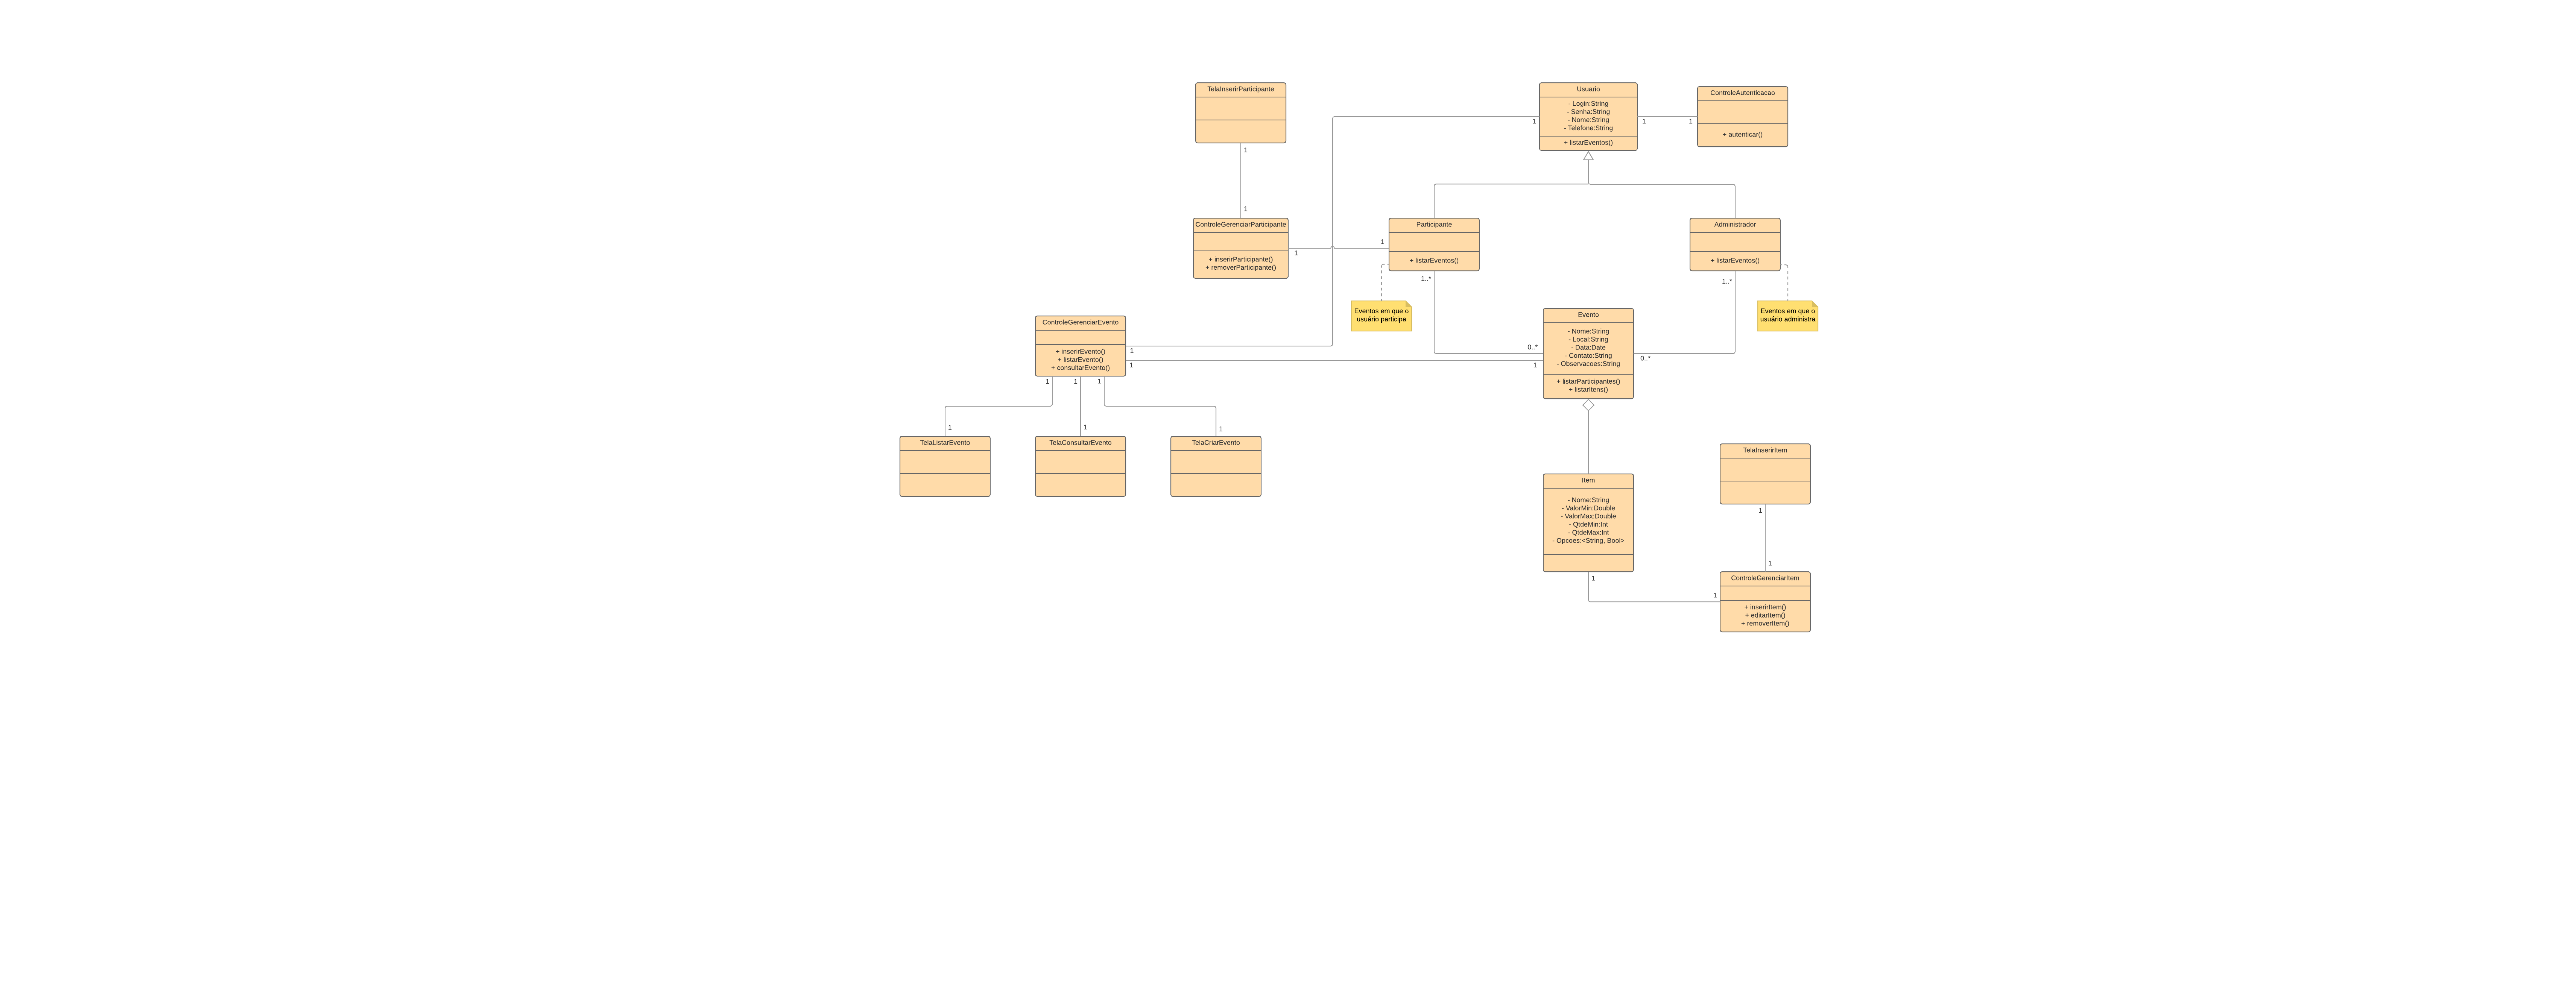 TelaInserirParticipante
1
1
ControleGerenciarParticipante
+ inserirParticipante()
+ removerParticipante()
1
1
Usuario
- Login:String
- Senha:String
- Nome:String
- Telefone:String
+ listarEventos()
1
1
1
ControleAutenticacao
+ autenticar()
Participante
+ listarEventos()
1..*
Eventos em que o
usuário participa
Administrador
+ listarEventos()
1..*
Eventos em que o
usuário administra
ControleGerenciarEvento
+ inserirEvento()
+ listarEvento()
+ consultarEvento()
1
1
1
1
1
Evento
- Nome:String
- Local:String
- Data:Date
- Contato:String
- Observacoes:String
+ listarParticipantes()
+ listarItens()
0..*
1
0..*
1
1
1
TelaListarEvento
TelaConsultarEvento
TelaCriarEvento
Item
- Nome:String
- ValorMin:Double
- ValorMax:Double
- QtdeMin:Int
- QtdeMax:Int
- Opcoes:<String, Bool>
1
TelaInserirItem
1
1
1
ControleGerenciarItem
+ inserirItem()
+ editarItem()
+ removerItem()